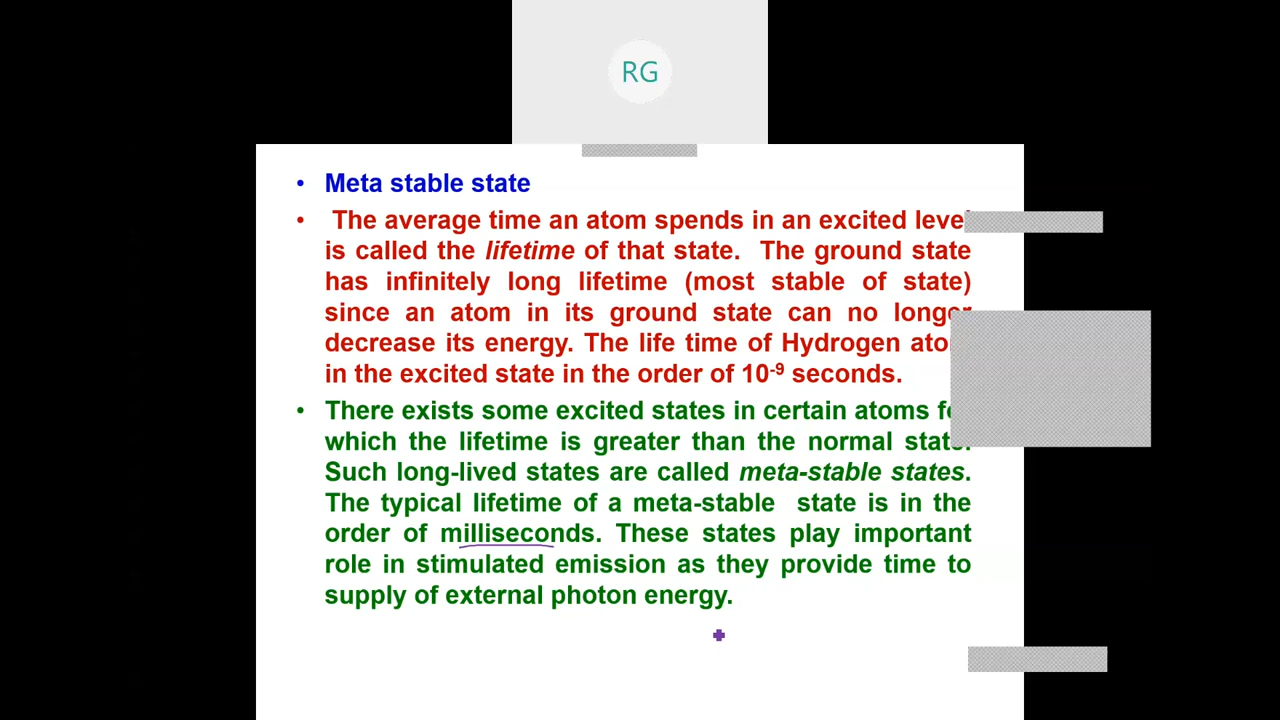 RG
• Meta stable state
• The average time an atom spends in an excited level
is called the lifetime of that state. The ground state
has infinitely long lifetime (most stable of state)
since an atom in its ground state can no longer
decrease its energy. The life time of Hydrogen
in the excited state in the order of 10⁻⁹ seconds.
• There exists some excited states in certain atoms
which the lifetime is greater than the normal state.
Such long-lived states are called meta-stable states.
The typical lifetime of a meta-stable state is in the
order of milliseconds. These states play important
role in stimulated emission as they provide time to
supply of external photon energy.